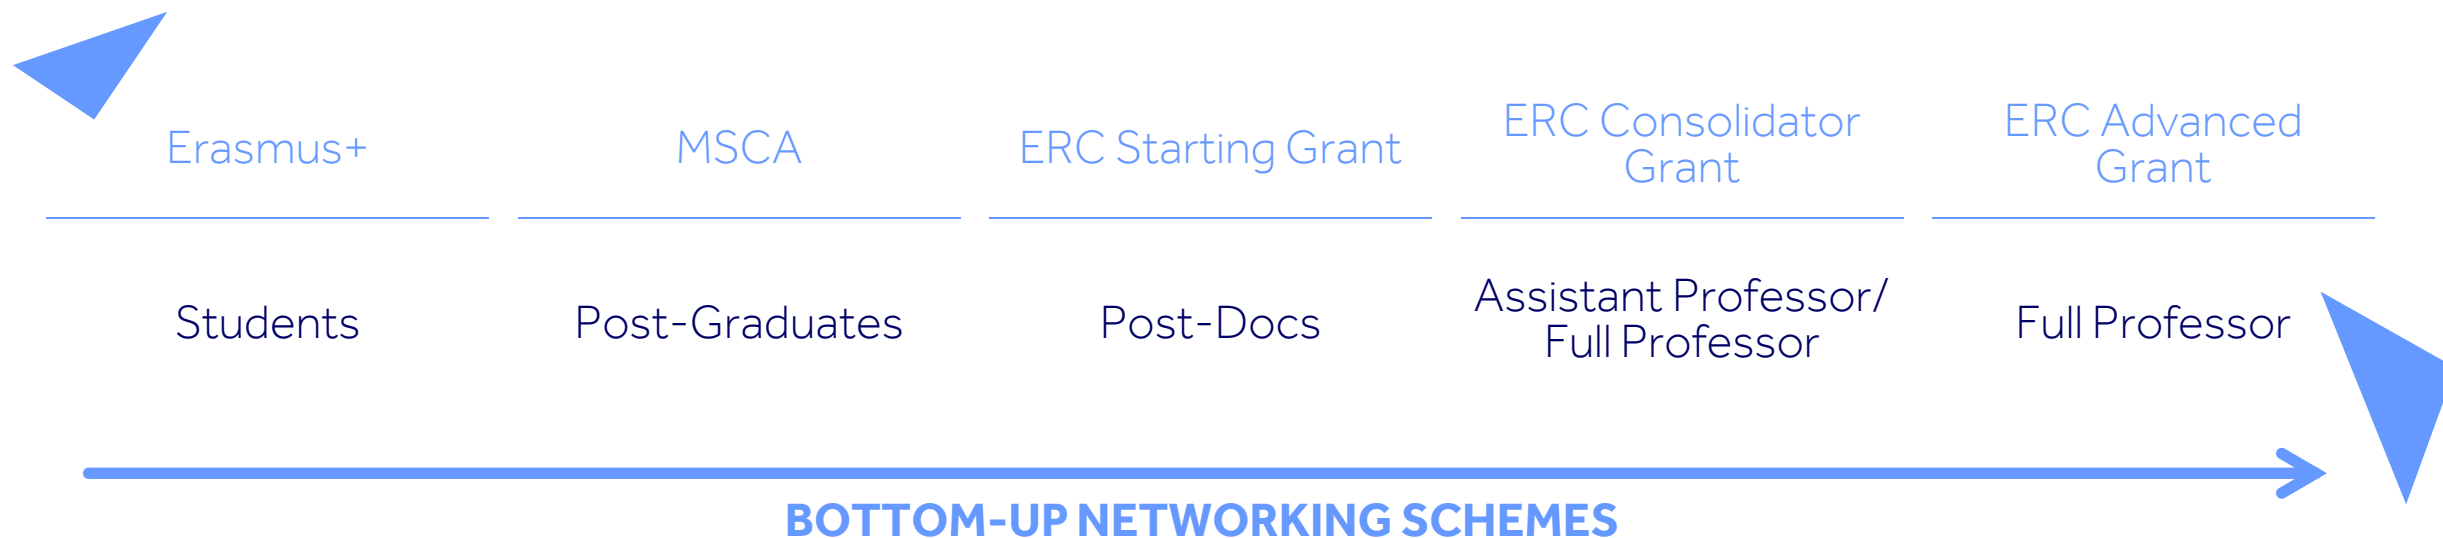 Erasmus+
MSCA
ERC Starting Grant
ERC Consolidator
Grant
ERC Advanced
Grant
Students
Post-Graduates
Post-Docs
Assistant Professor/
Full Professor
Full Professor
BOTTOM-UP NETWORKING SCHEMES